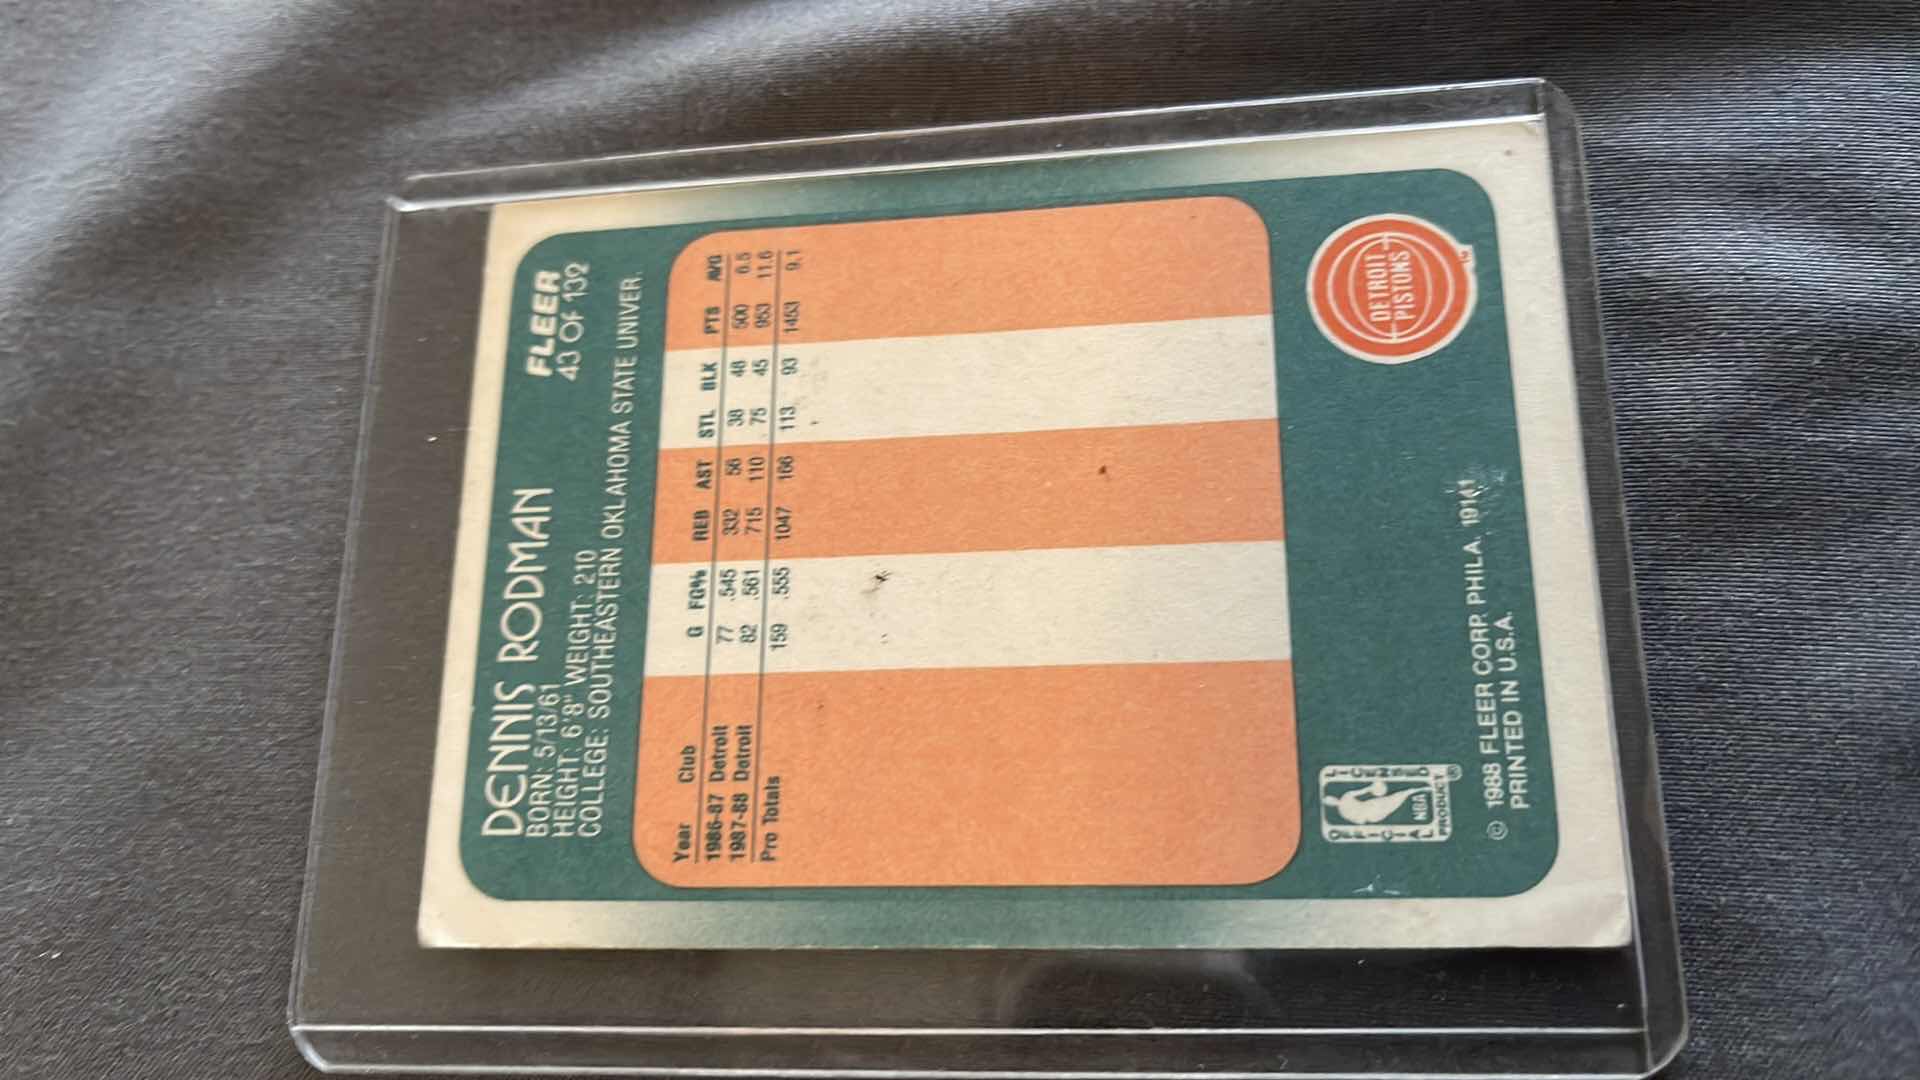 DENNIS RODMAN
FLEER
43 OF 132
BORN: 5/13/61
HEIGHT: 6'8" WEIGHT: 210
COLLEGE: SOUTHEASTERN OKLAHOMA STATE UNIVER.
Year Club G FG% REB AST STL BLK PTS AVG
1986-87 Detroit 77 .545 332 56 38 48 500 6.5
1987-88 Detroit 82 .561 715 110 75 45 953 11.6
Pro Totals 159 .555 1047 166 113 93 1453 9.1
OFFICIAL LICENSED
NBA
PRODUCT
®
DETROIT
PISTONS
© 1988 FLEER CORP. PHILA. 19141
PRINTED IN U.S.A.